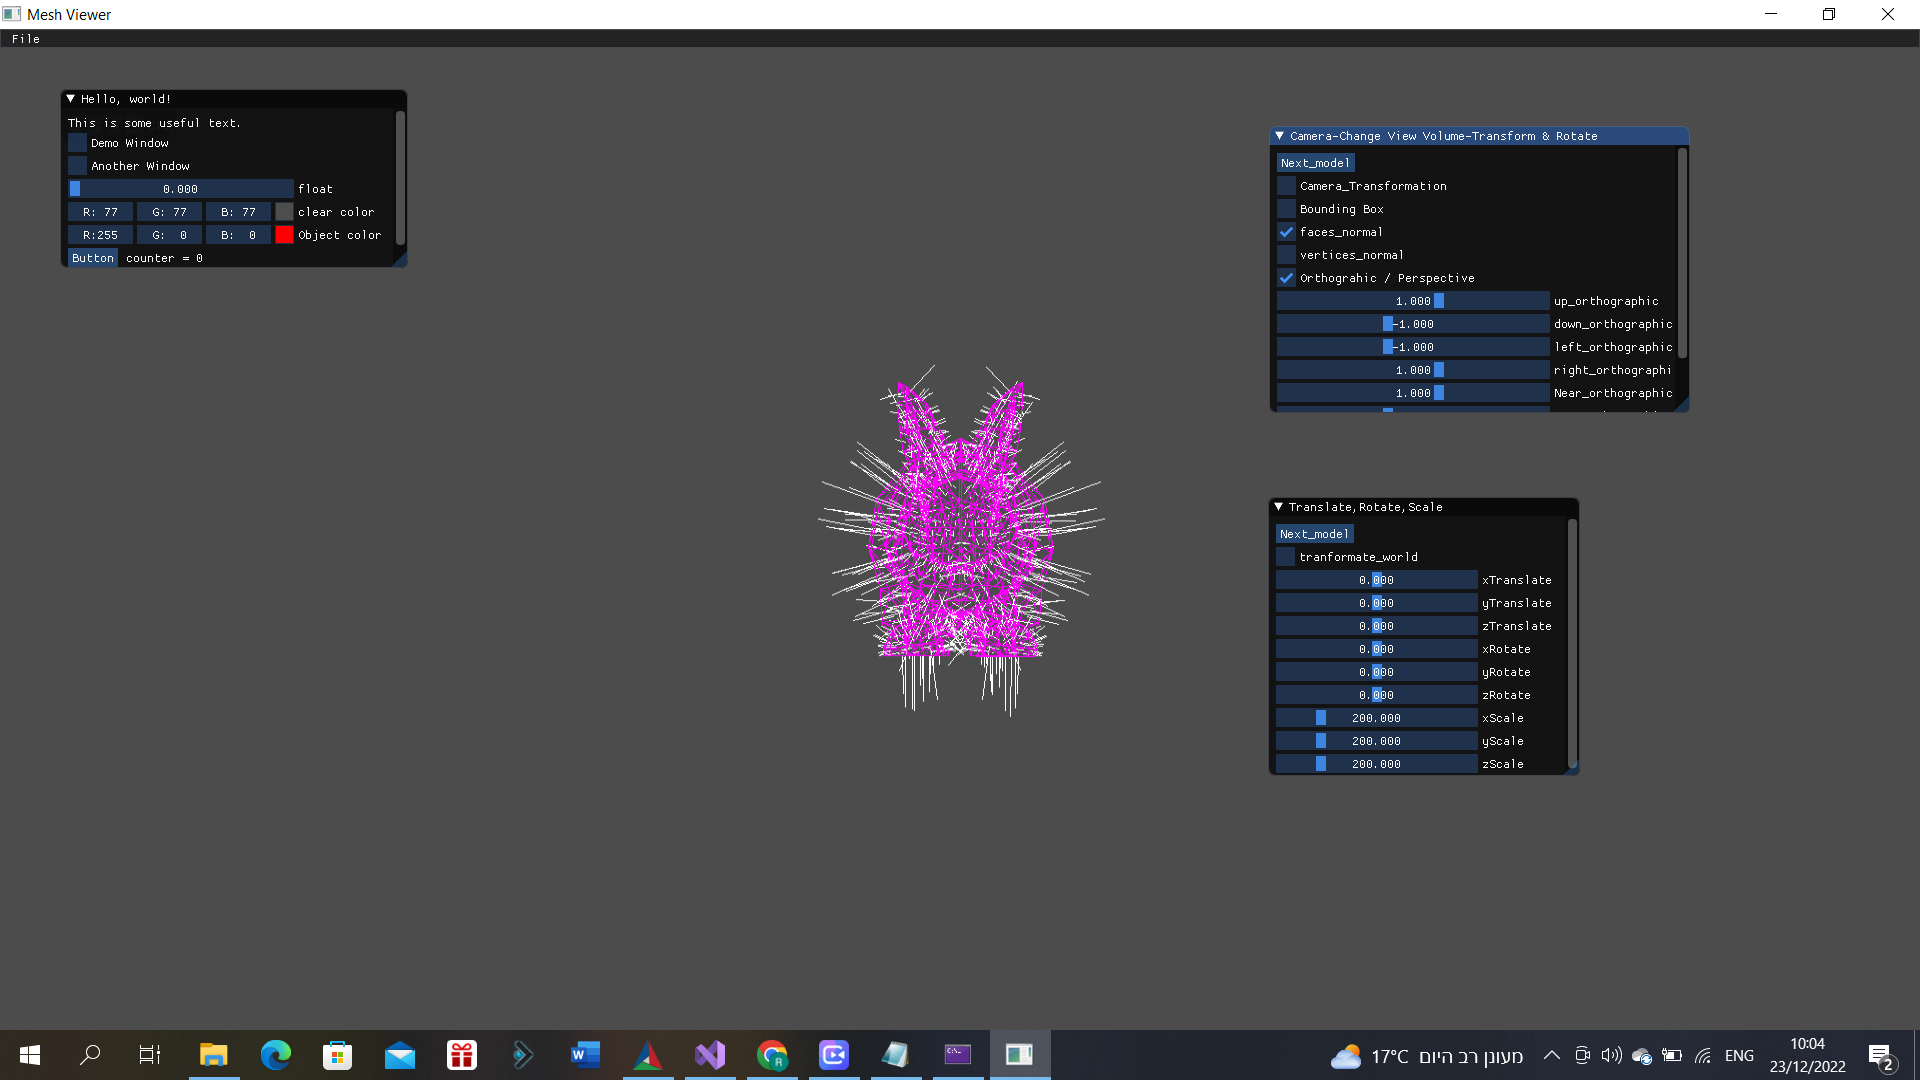 Mesh Viewer
File
Hello, world!
This is some useful text.
Demo Window
Another Window
0.000 float
R: 77 G: 77 B: 77 clear color
R:255 G: 0 B: 0 Object color
Button counter = 0
Camera-Change View Volume-Transform & Rotate
Next_model
Camera_Transformation
Bounding Box
faces_normal
vertices_normal
Orthograhic / Perspective
1.000 up_orthographic
-1.000 down_orthographic
-1.000 left_orthographic
1.000 right_orthographi
1.000 Near_orthographic
Translate,Rotate,Scale
Next_model
tranformate_world
0.000 xTranslate
0.000 yTranslate
0.000 zTranslate
0.000 xRotate
0.000 yRotate
0.000 zRotate
200.000 xScale
200.000 yScale
200.000 zScale
17°C מעונן רב היום
ENG
10:04
23/12/2022
2